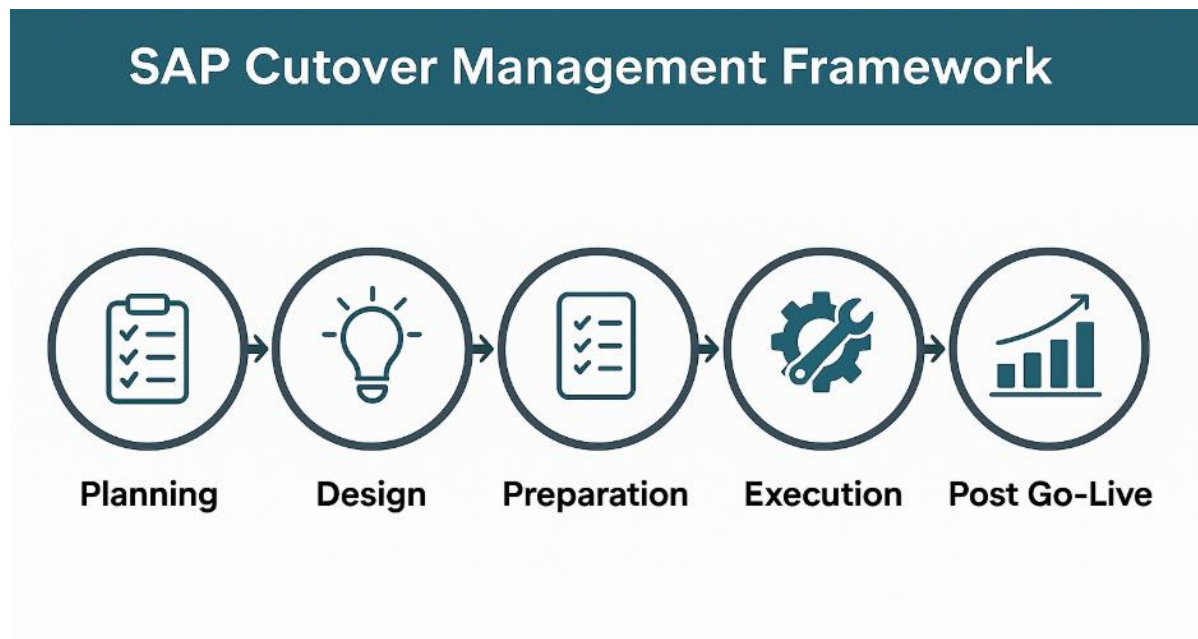 SAP Cutover Management Framework
Planning
Design
Preparation
Execution
Post Go-Live